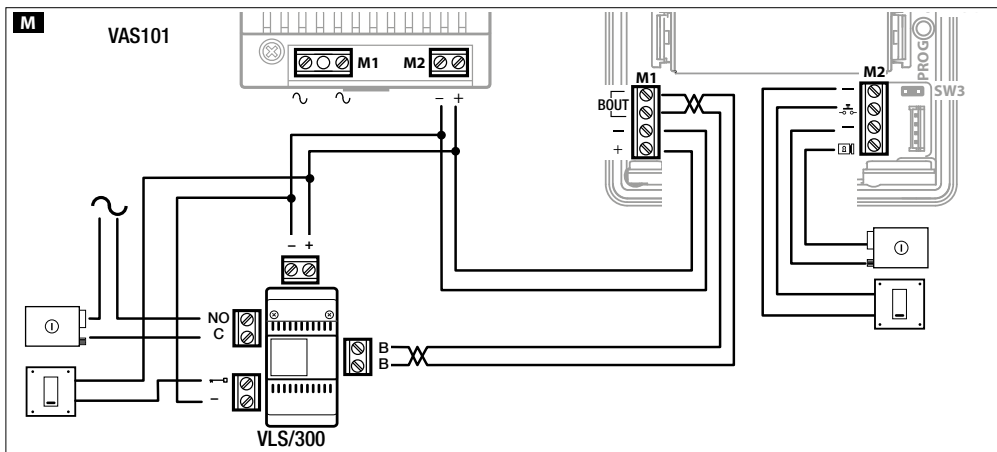 M
VAS101
M1
M2
– +
M1
BOUT
–
+
PROG
SW3
M2
–
–
– +
NO
C
B
B
–
VLS/300